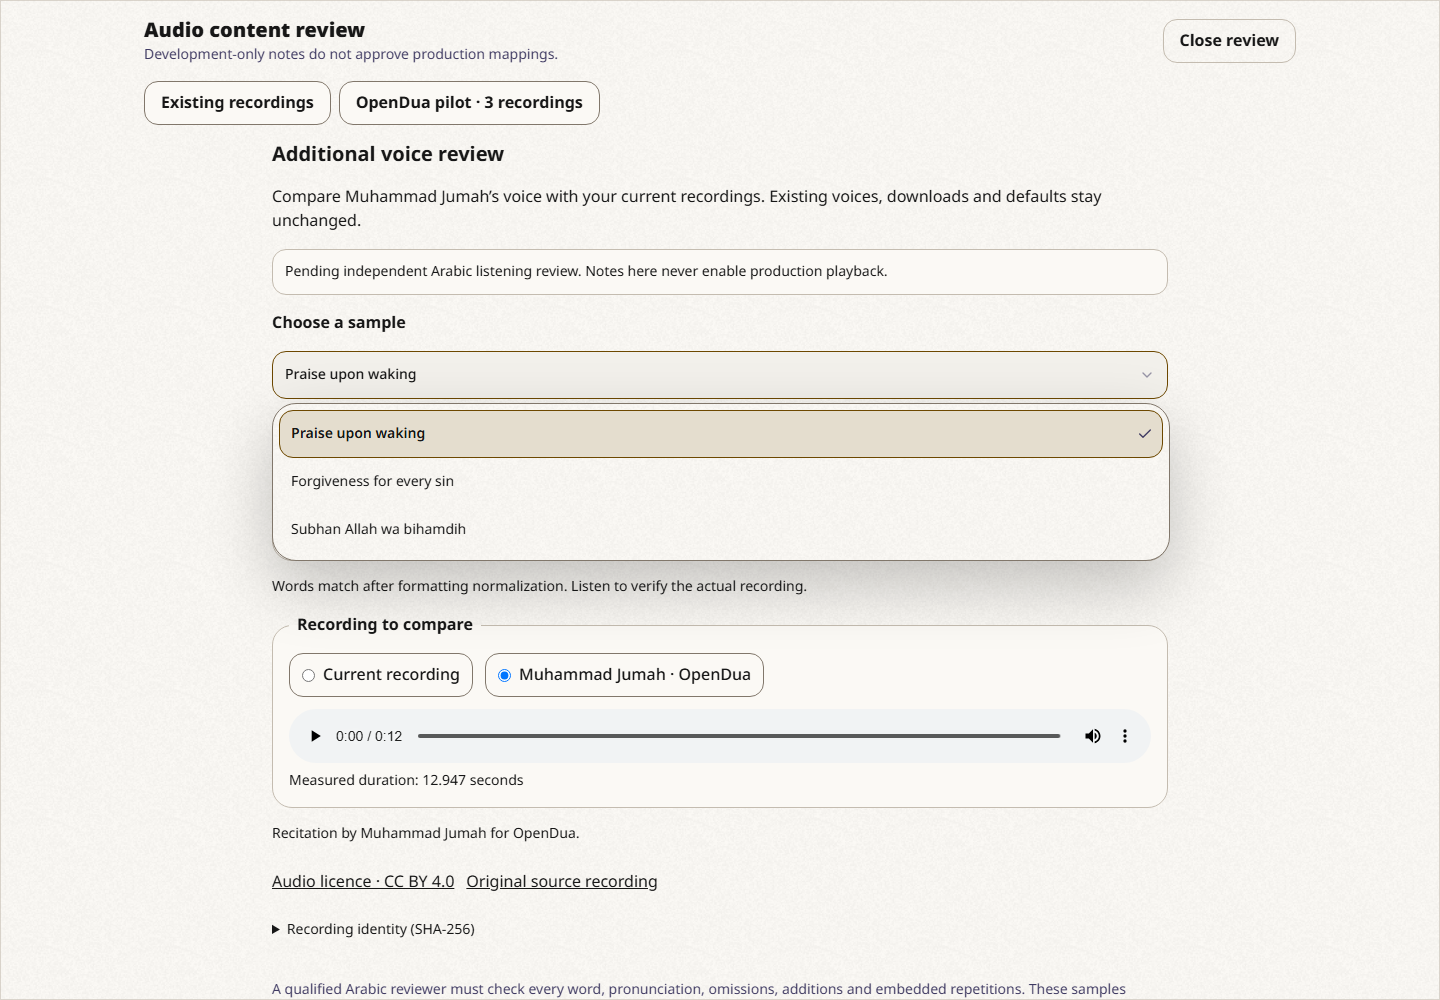 Audio content review
Development-only notes do not approve production mappings.
Close review
Existing recordings
OpenDua pilot · 3 recordings
Additional voice review
Compare Muhammad Jumah’s voice with your current recordings. Existing voices, downloads and defaults stay
unchanged.
Pending independent Arabic listening review. Notes here never enable production playback.
Choose a sample
Praise upon waking
Praise upon waking
Forgiveness for every sin
Subhan Allah wa bihamdih
Words match after formatting normalization. Listen to verify the actual recording.
Recording to compare
Current recording
Muhammad Jumah · OpenDua
0:00 / 0:12
Measured duration: 12.947 seconds
Recitation by Muhammad Jumah for OpenDua.
Audio licence · CC BY 4.0 Original source recording
Recording identity (SHA-256)
A qualified Arabic reviewer must check every word, pronunciation, omissions, additions and embedded repetitions. These samples